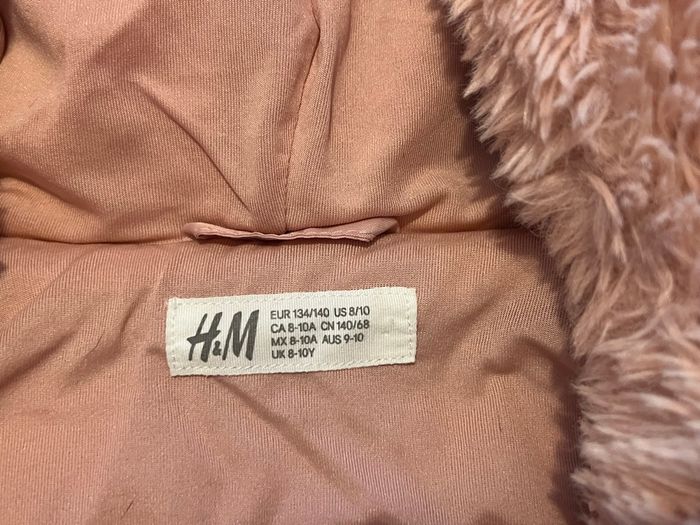 H&M
EUR 134/140 US 8/10
CA 8-10A CN 140/68
MX 8-10A AUS 9-10
UK 8-10Y